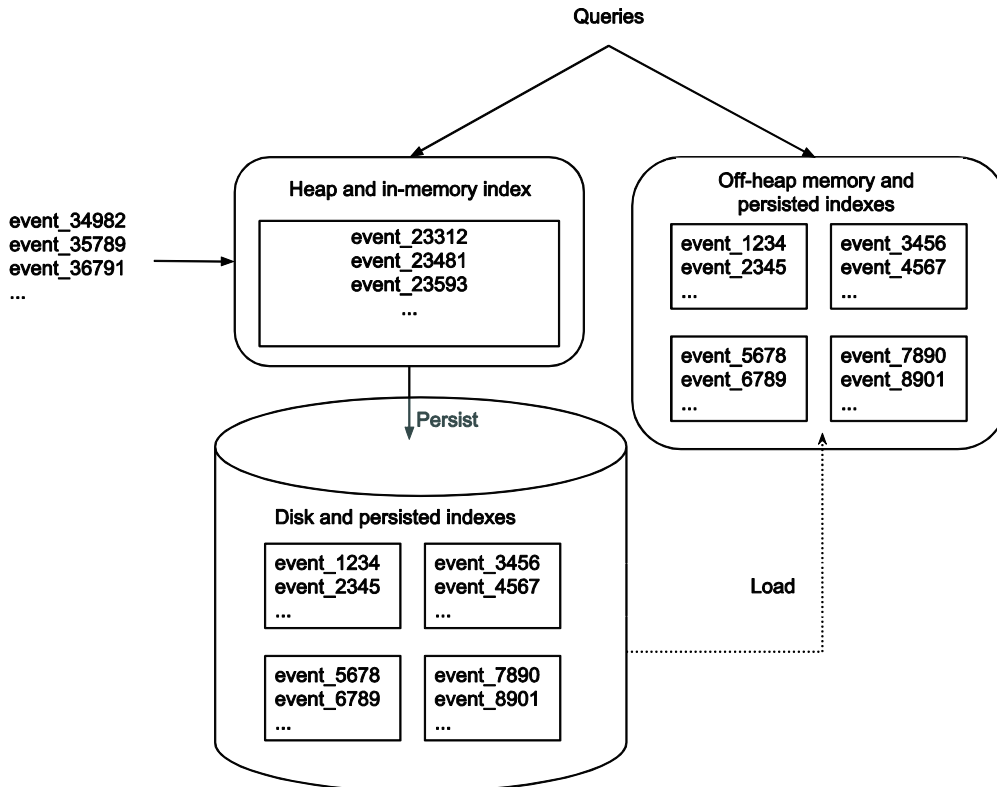 Queries
Heap and in-memory index
event_23312
event_23481
event_23593
...
event_34982
event_35789
event_36791
...
Off-heap memory and
persisted indexes
event_1234
event_2345
...
event_3456
event_4567
...
event_5678
event_6789
...
event_7890
event_8901
...
Persist
Disk and persisted indexes
event_1234
event_2345
...
event_3456
event_4567
...
event_5678
event_6789
...
event_7890
event_8901
...
Load